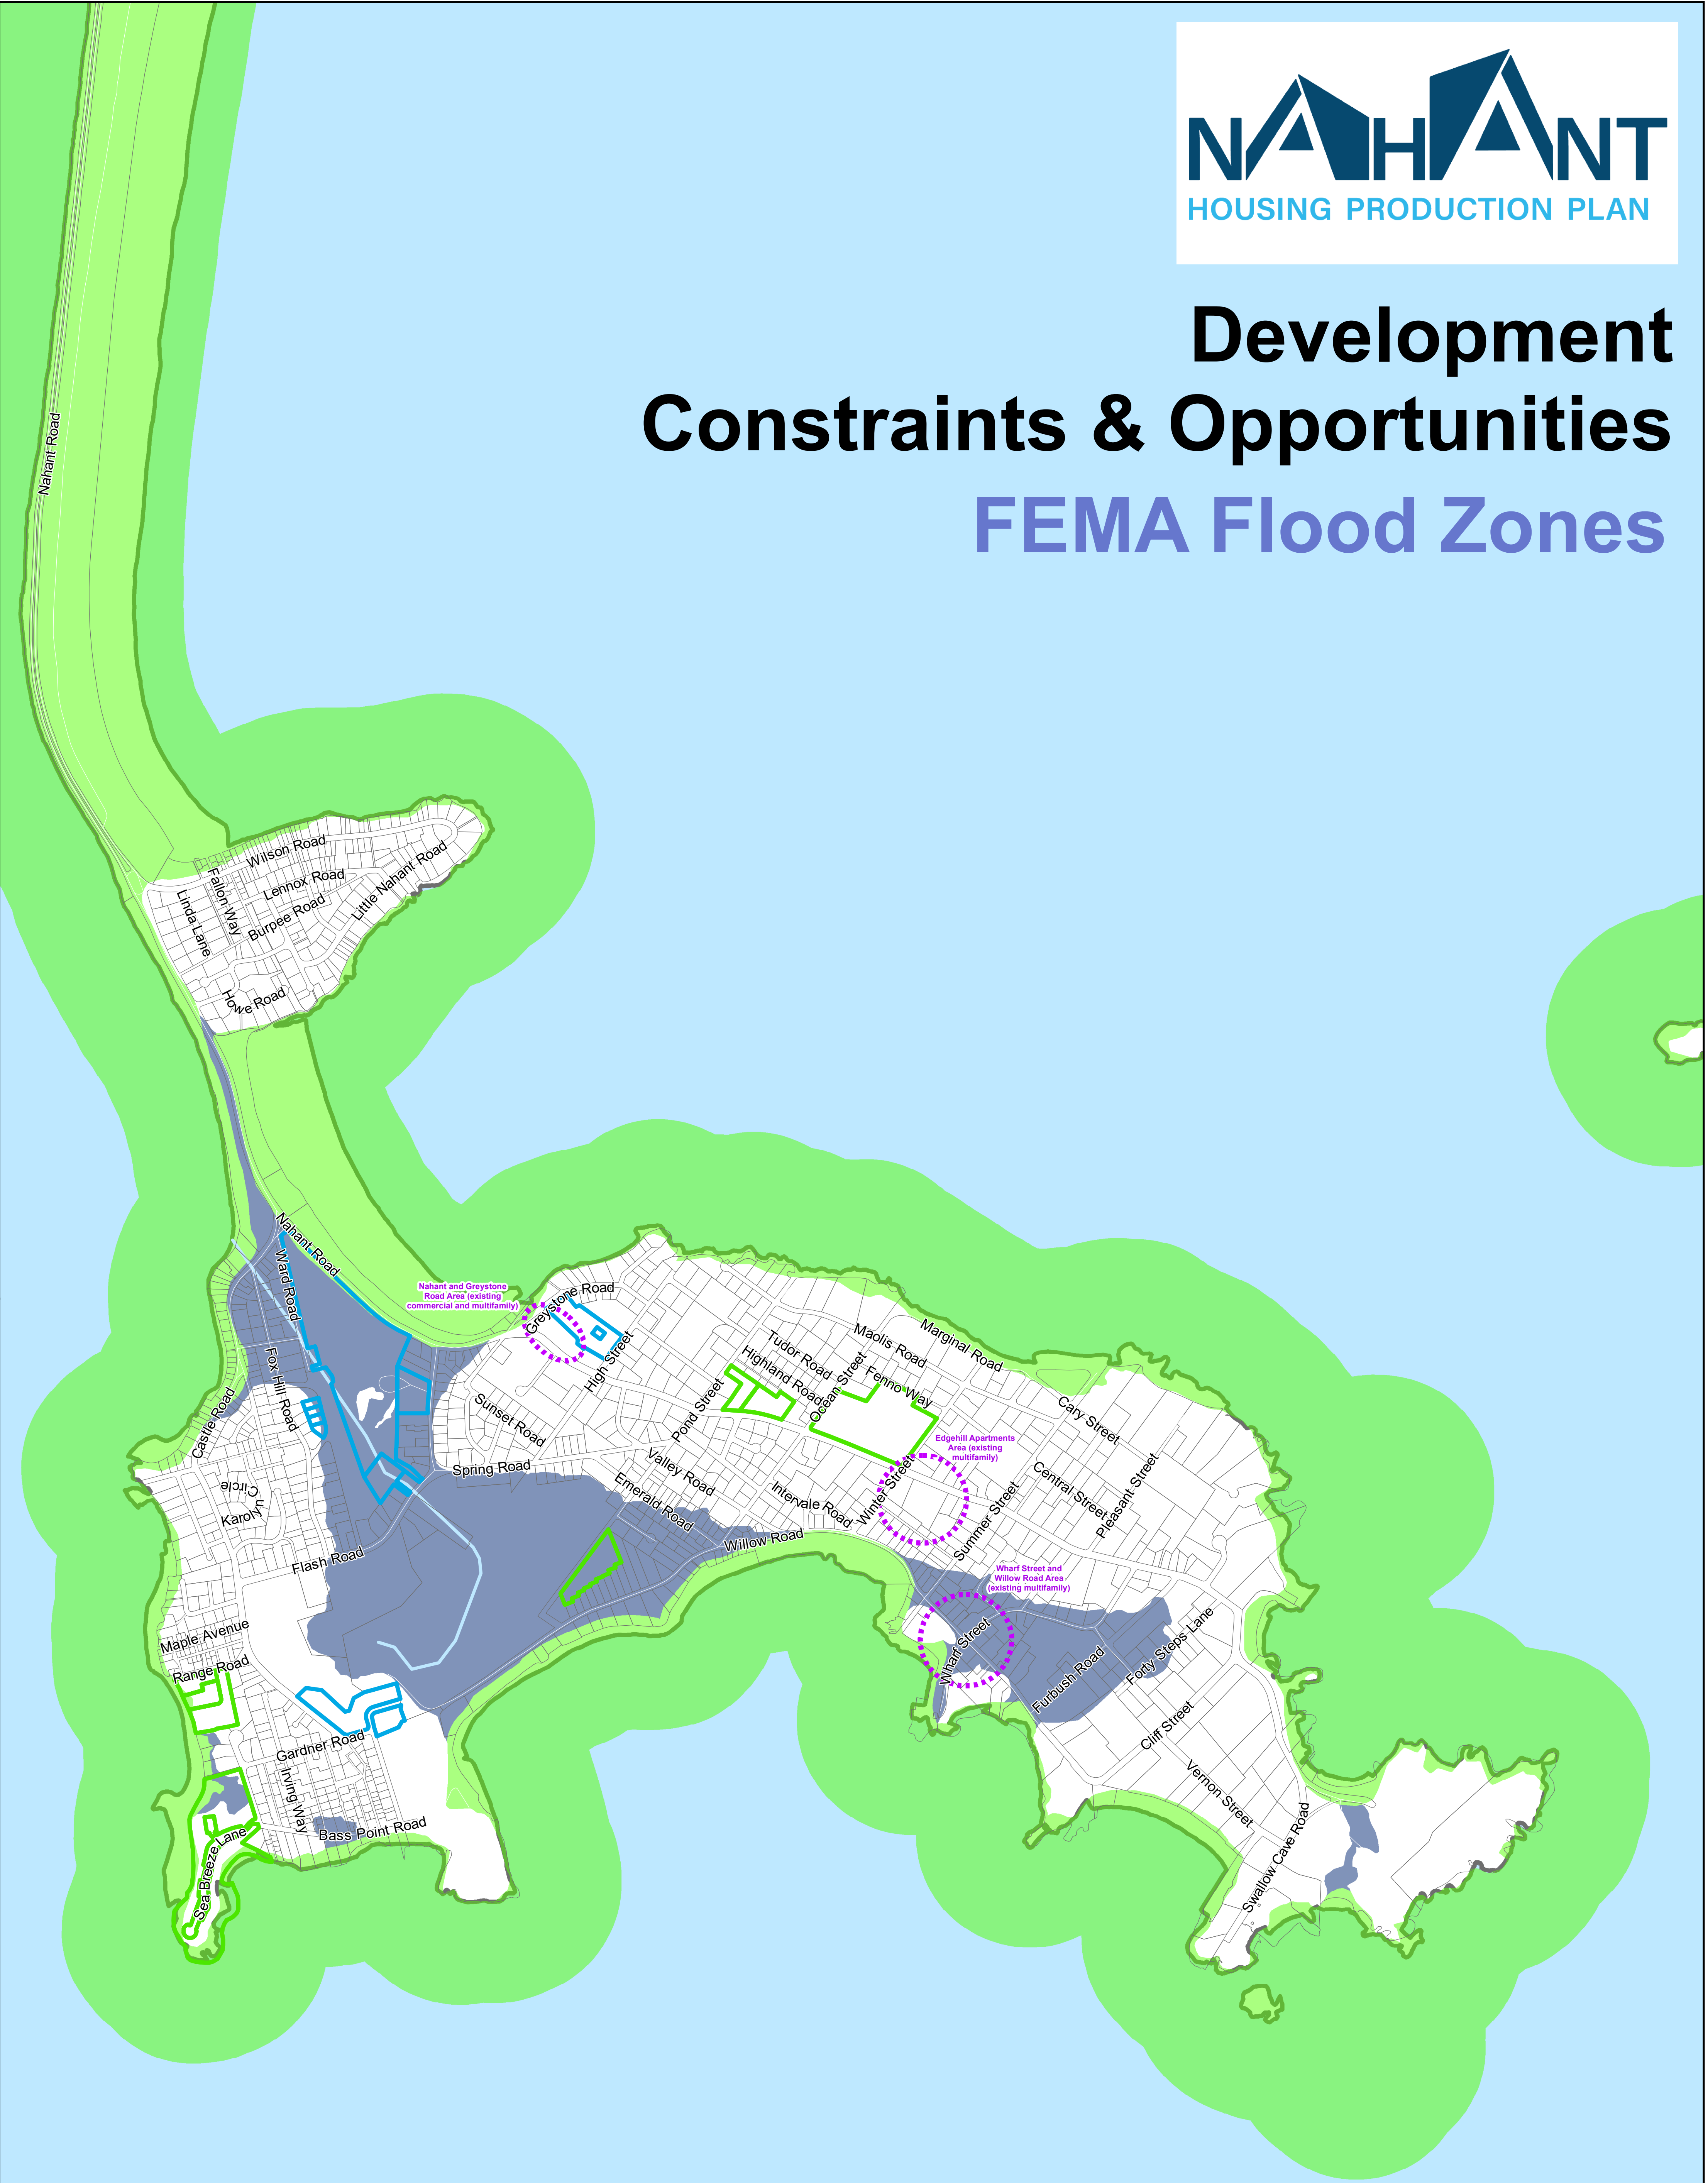 NAHANT
HOUSING PRODUCTION PLAN
Development
Constraints & Opportunities
FEMA Flood Zones
Nahant Road
Wilson Road
Fallon Way
Lennox Road
Linda Lane
Burpee Road
Little Nahant Road
Howe Road
Nahant Road
Ward Road
Nahant and Greystone
Road Area (existing
commercial and multifamily)
Greystone Road
High Street
Fox Hill Road
Castle Road
Sunset Road
Spring Road
Pond Street
Tudor Road
Highland Road
Maolis Road
Marginal Road
Ocean Street
Fenno Way
Cary Street
Edgehill Apartments
Area (existing
multifamily)
Valley Road
Emerald Road
Intervale Road
Winter Street
Summer Street
Central Street
Pleasant Street
Willow Road
Karolyn Circle
Flash Road
Wharf Street and
Willow Road Area
(existing multifamily)
Wharf Street
Furbush Road
Forty Steps Lane
Maple Avenue
Range Road
Gardner Road
Irving Way
Bass Point Road
Sea Breeze Lane
Cliff Street
Vernon Street
Swallow Cave Road